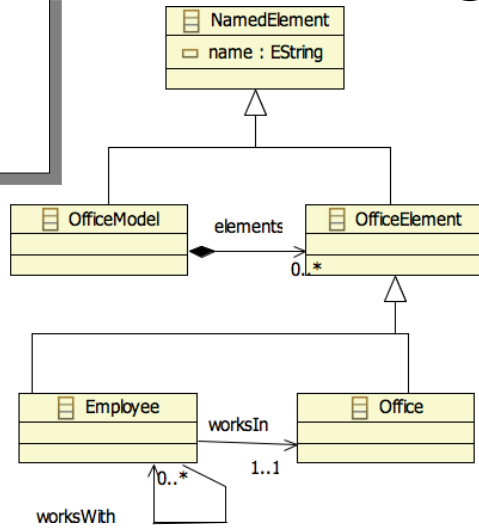 NamedElement
name : EString
OfficeModel
elements
OfficeElement
0..*
Employee
worksIn
Office
1..1
0..*
worksWith